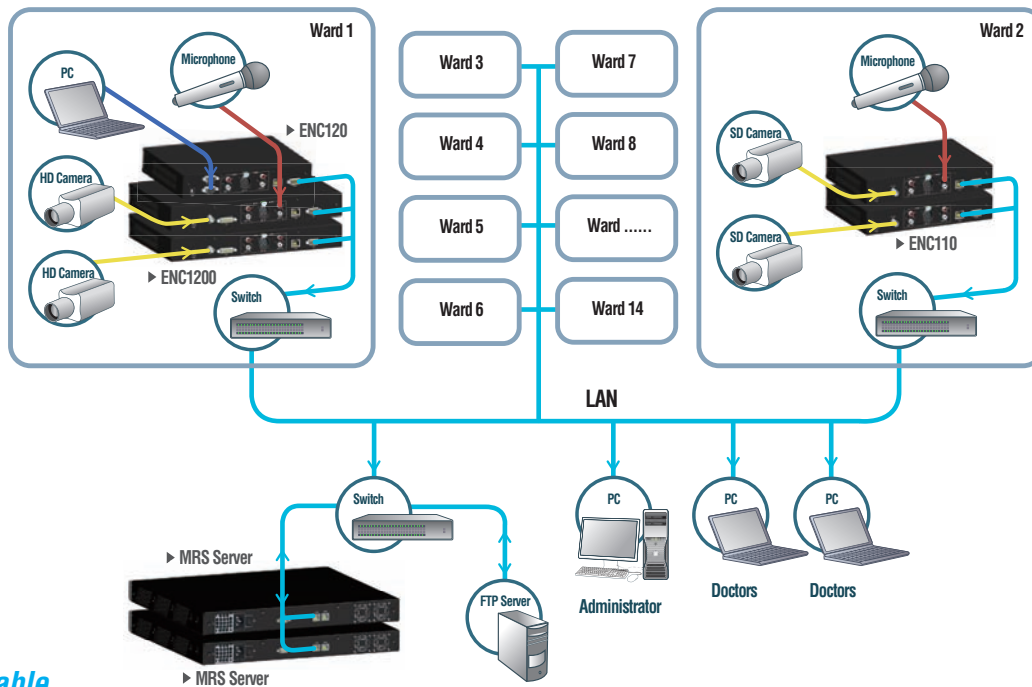 Ward 1
PC
Microphone
▶ ENC120
HD Camera
▶ ENC1200
HD Camera
Switch
Ward 3
Ward 7
Ward 4
Ward 8
Ward 5
Ward ......
Ward 6
Ward 14
Ward 2
Microphone
SD Camera
SD Camera
▶ ENC110
Switch
LAN
Switch
▶ MRS Server
▶ MRS Server
FTP Server
PC
Administrator
PC
Doctors
PC
Doctors